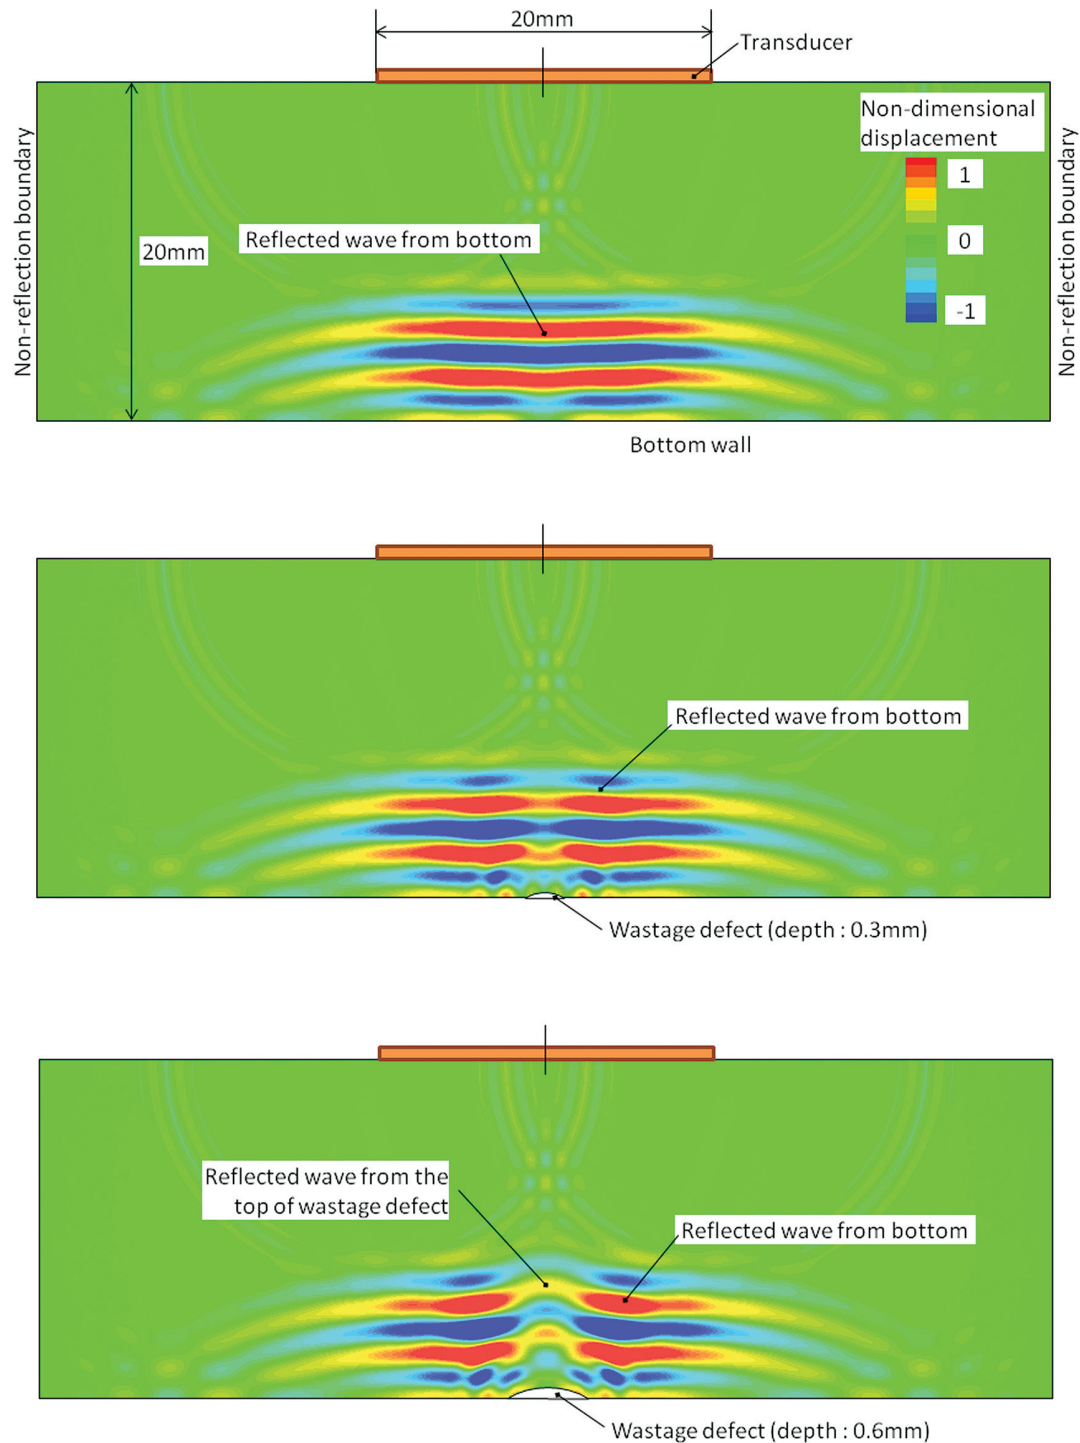 20mm
Transducer
Non-dimensional
displacement
1
0
-1
Non-reflection boundary
Non-reflection boundary
20mm
Reflected wave from bottom
Bottom wall
Reflected wave from bottom
Wastage defect (depth : 0.3mm)
Reflected wave from the
top of wastage defect
Reflected wave from bottom
Wastage defect (depth : 0.6mm)